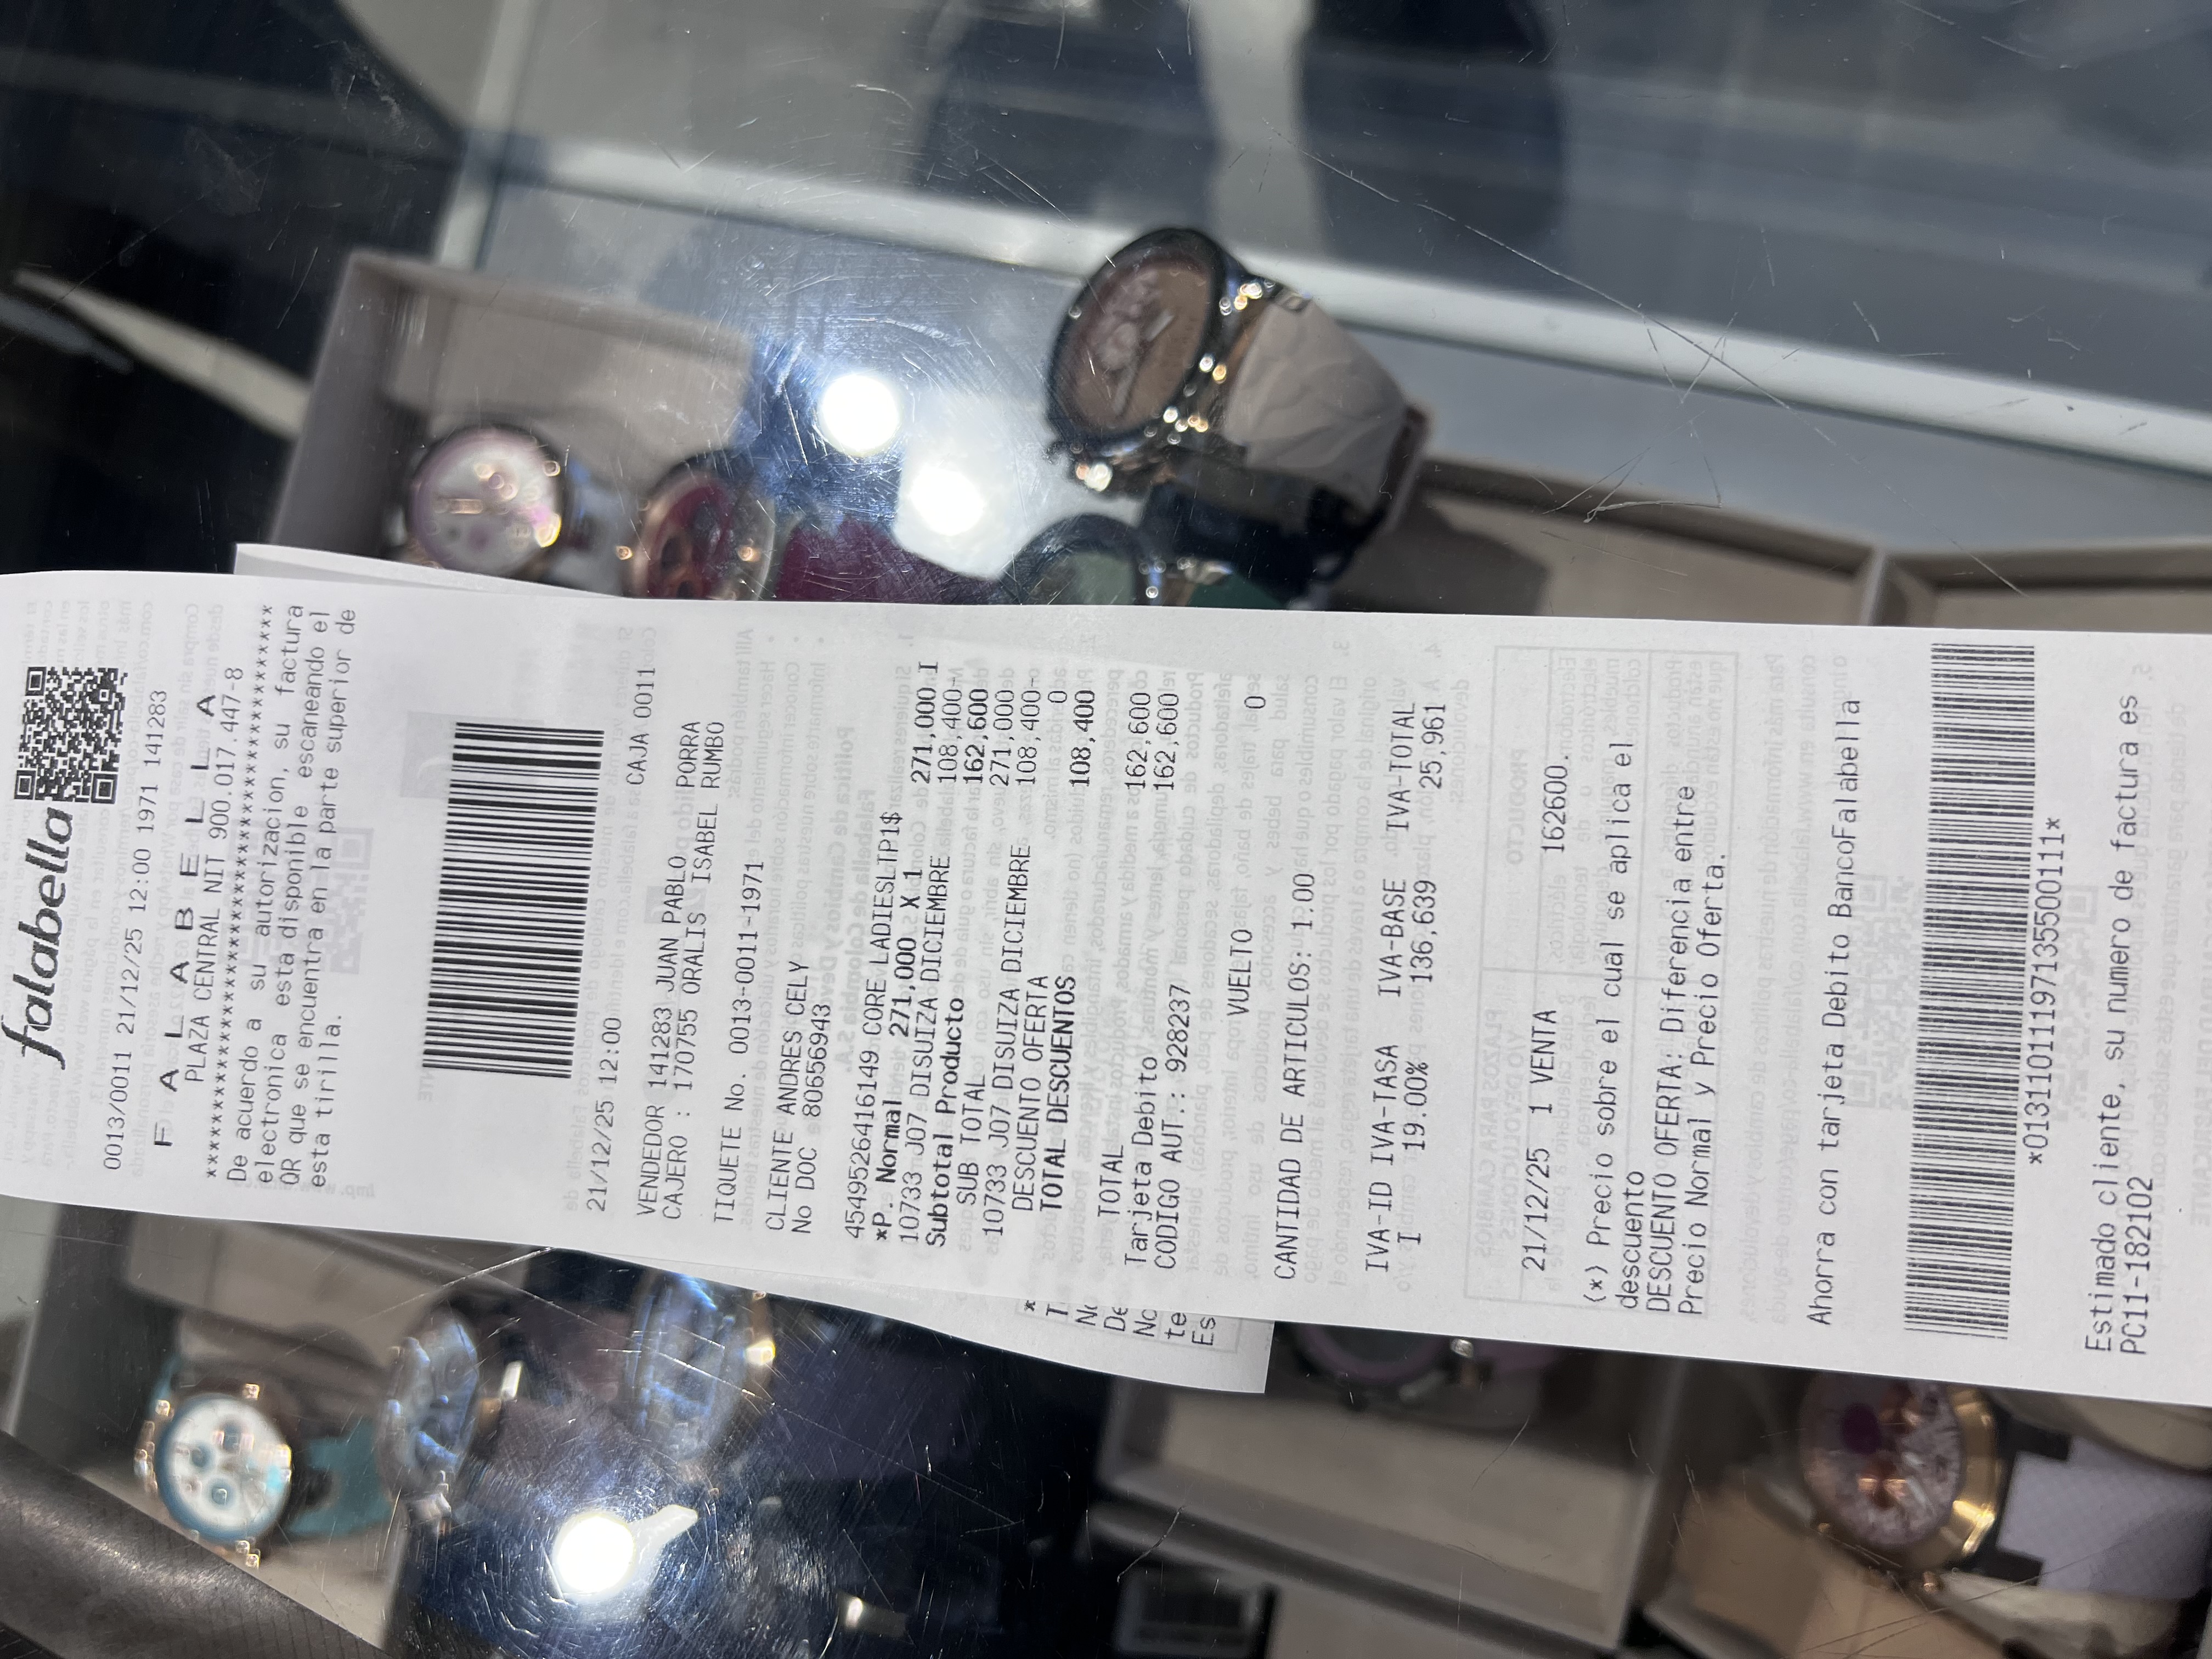 falabella
0013/0011 21/12/25 12:00 1971 141283
F A L A B E L L A
PLAZA CENTRAL NIT 900.017.447-8
****************************************
De acuerdo a su autorizacion, su factura
electronica esta disponible escaneando el
QR que se encuentra en la parte superior de
esta tirilla.
21/12/25 12:00 CAJA 0011
VENDEDOR 141283 JUAN PABLO PORRA
CAJERO : 170755 ORALIS ISABEL RUMBO
TIQUETE No. 0013-0011-1971
CLIENTE ANDRES CELY
No DOC 80656943
4549526416149 CORE LADIESLTP1$
*P. Normal 271,000 X 1 271,000 I
10733 J07 DISUIZA DICIEMBRE 108,400-
Subtotal Producto 162,600
SUB TOTAL 271,000
10733 J07 DISUIZA DICIEMBRE 108,400-
DESCUENTO OFERTA 0
TOTAL DESCUENTOS 108,400
TOTAL 162,600
Tarjeta Debito 162,600
CODIGO AUT.: 928237
VUELTO 0
CANTIDAD DE ARTICULOS: 1.00
IVA-ID IVA-TASA IVA-BASE IVA-TOTAL
I 19.00% 136,639 25,961
21/12/25 1 VENTA 162600.
(*) Precio sobre el cual se aplica el
descuento
DESCUENTO OFERTA: Diferencia entre
Precio Normal y Precio Oferta.
Ahorra con tarjeta Debito BancoFalabella
*013110111971355001111*
Estimado cliente, su numero de factura es
PC11-182102